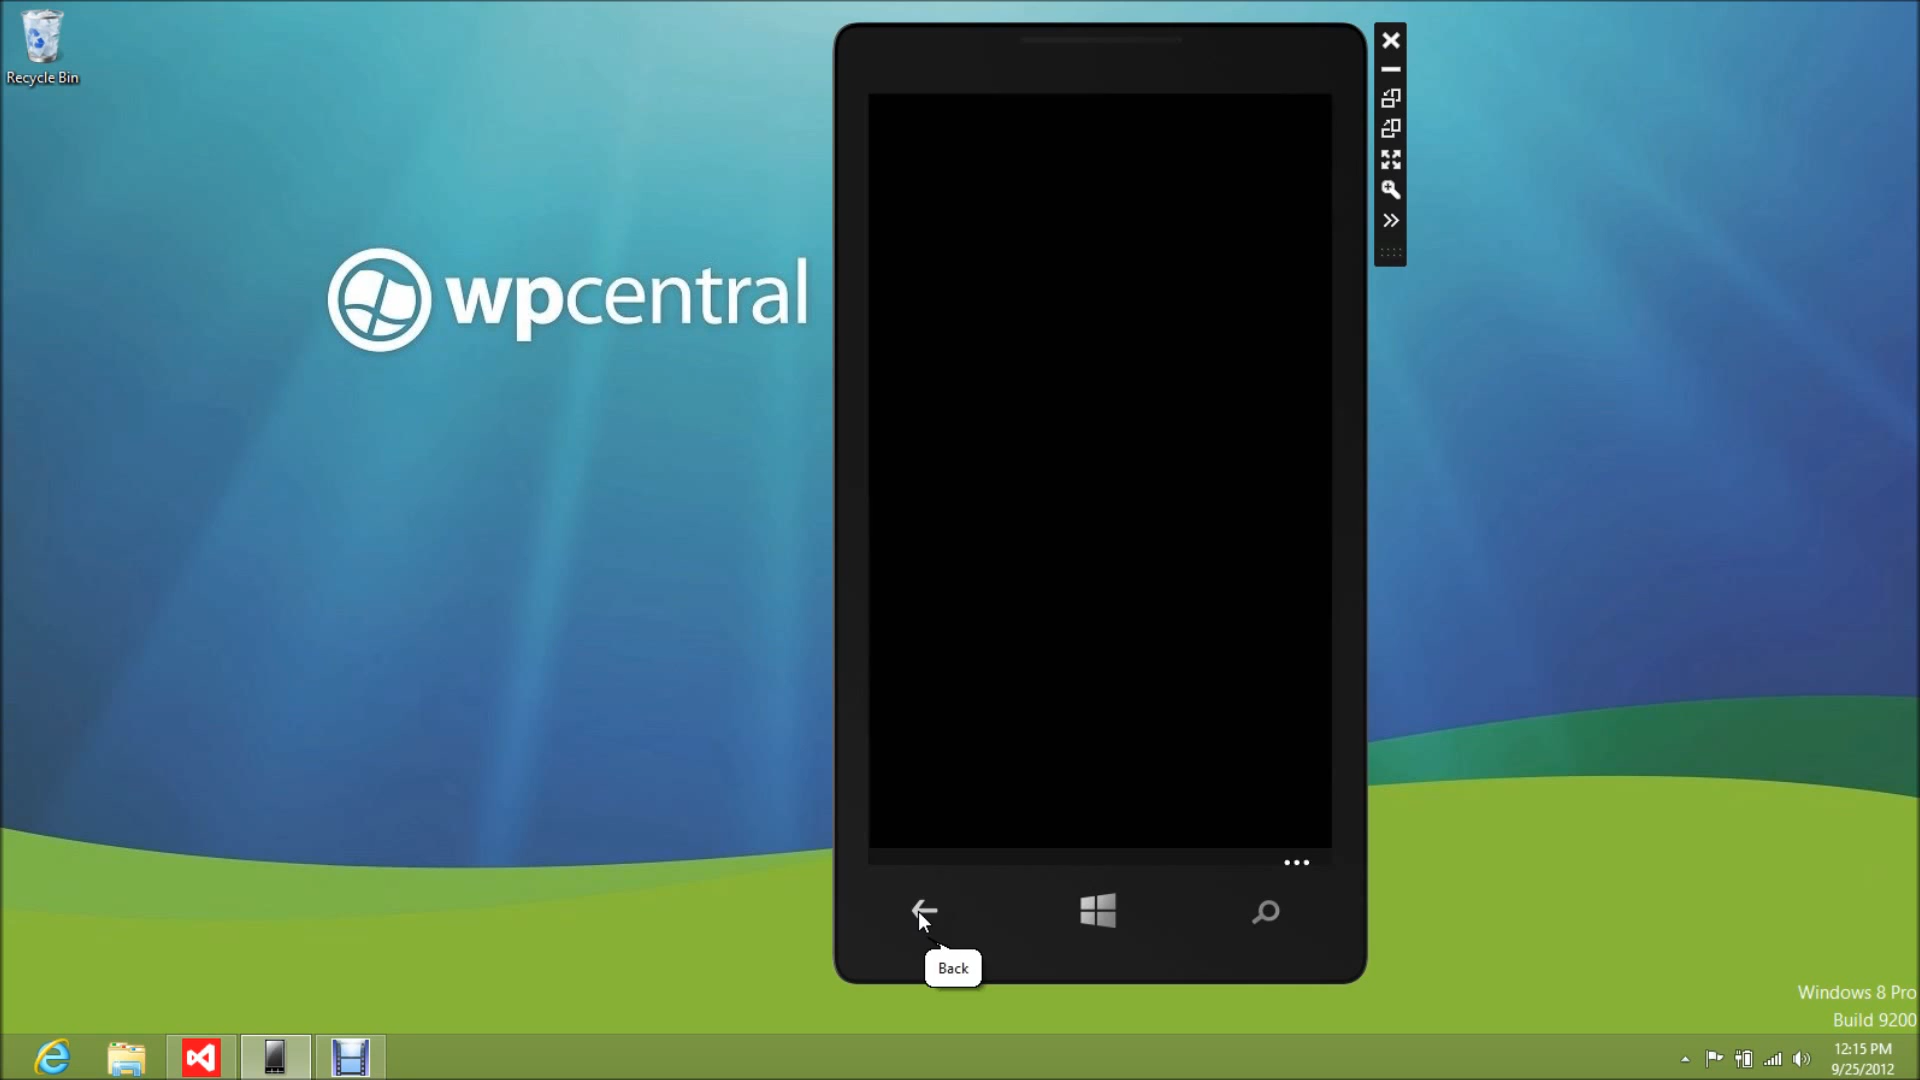 Recycle Bin
wpcentral
Back
Windows 8 Pro
Build 9200
12:15 PM
9/25/2012